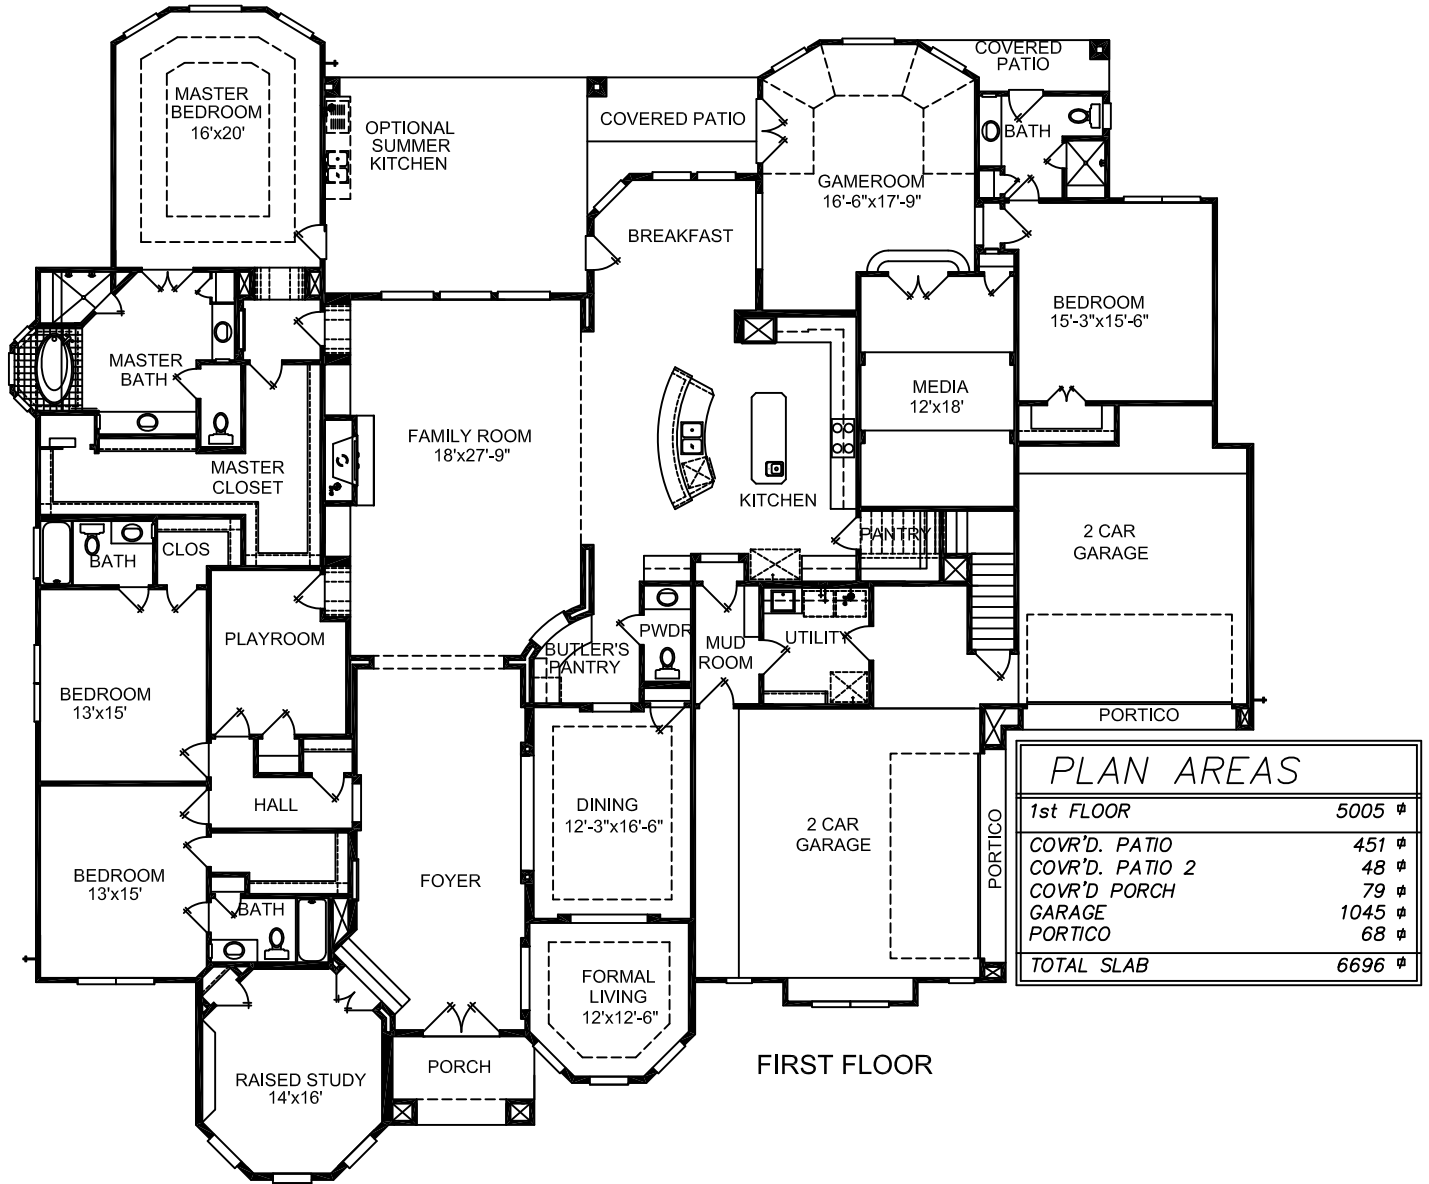 COVERED
PATIO
MASTER
BEDROOM
16'x20'
OPTIONAL
SUMMER
KITCHEN
COVERED PATIO
BATH
GAMEROOM
16'-6"x17'-9"
BREAKFAST
BEDROOM
15'-3"x15'-6"
MASTER
BATH
MEDIA
12'x18'
FAMILY ROOM
18'x27'-9"
MASTER
CLOSET
KITCHEN
2 CAR
GARAGE
PANTRY
BATH
CLOS
PLAYROOM
BUTLER'S
PANTRY
PWDR
MUD
ROOM
UTILITY
BEDROOM
13'x15'
PORTICO
HALL
DINING
12'-3"x16'-6"
2 CAR
GARAGE
PORTICO
BEDROOM
13'x15'
FOYER
BATH
FORMAL
LIVING
12'x12'-6"
RAISED STUDY
14'x16'
PORCH
FIRST FLOOR
PLAN AREAS
1st FLOOR 5005 ⌗
COVR'D. PATIO 451 ⌗
COVR'D. PATIO 2 48 ⌗
COVR'D PORCH 79 ⌗
GARAGE 1045 ⌗
PORTICO 68 ⌗
TOTAL SLAB 6696 ⌗